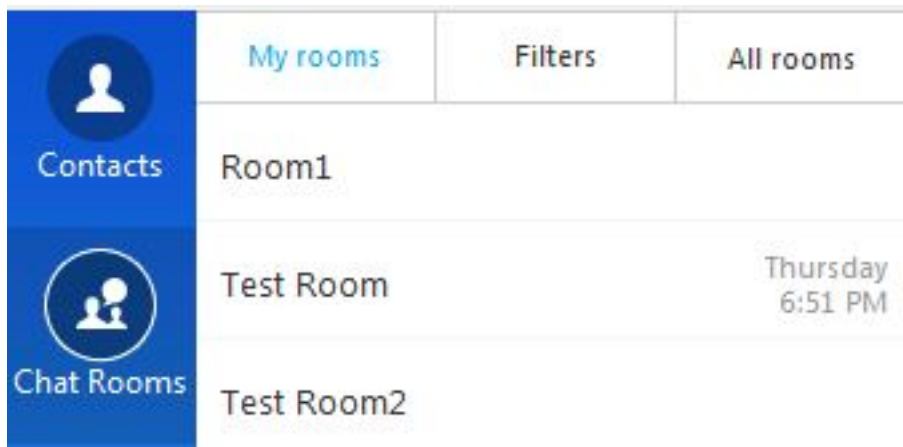 My rooms
Filters
All rooms
Contacts
Room1
Test Room
Thursday
6:51 PM
Chat Rooms
Test Room2